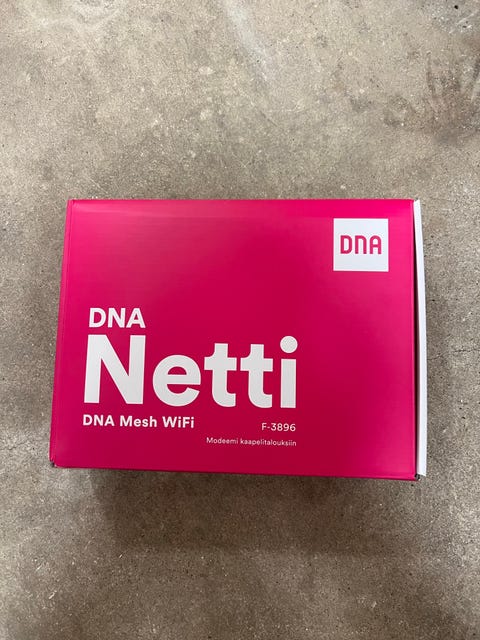 DNA
DNA
Netti
DNA Mesh WiFi
F-3896
Modeemi kaapelitalouksiin